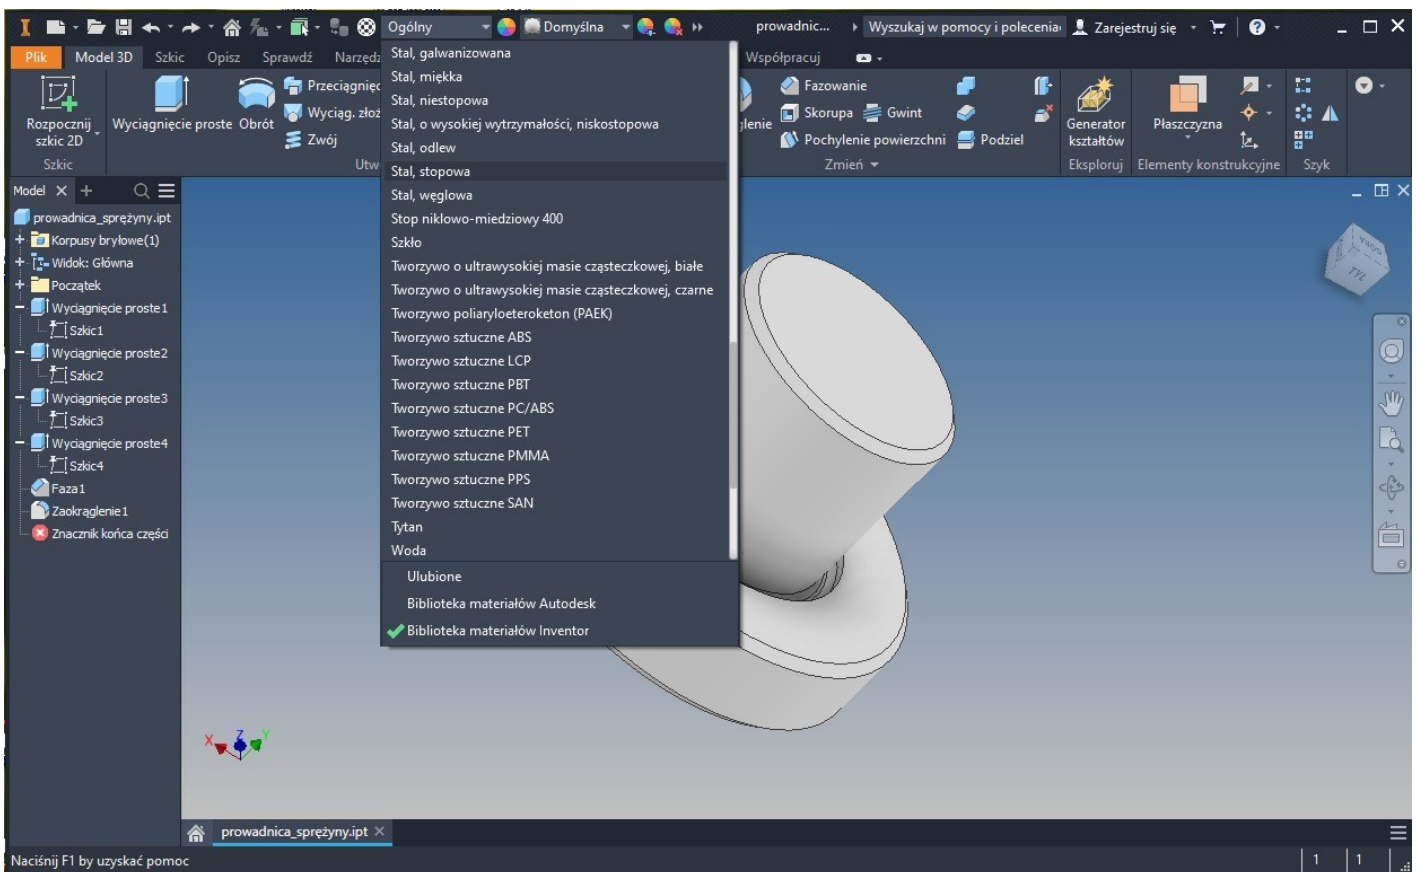 Ogólny
Domyślna
prowadnic...
Wyszukaj w pomocy i polecenia
Zarejestruj się
Plik
Model 3D
Szkic
Opisz
Sprawdź
Narzędz
Współpracuj
Rozpocznij
szkic 2D
Wyciągnięcie proste
Obrót
Przeciągnięc
Wyciąg. złoż
Zwój
lenie
Fazowanie
Skorupa
Gwint
Pochylenie powierzchni
Podziel
Generator
kształtów
Płaszczyzna
Szkic
Utw
Zmień
Eksploruj
Elementy konstrukcyjne
Szyk
Model
prowadnica_sprężyny.ipt
Korpusy bryłowe(1)
Widok: Główna
Początek
Wyciągnięcie proste1
Szkic1
Wyciągnięcie proste2
Szkic2
Wyciągnięcie proste3
Szkic3
Wyciągnięcie proste4
Szkic4
Faza1
Zaokrąglenie1
Znacznik końca części
Stal, galwanizowana
Stal, miękka
Stal, niestopowa
Stal, o wysokiej wytrzymałości, niskostopowa
Stal, odlew
Stal, stopowa
Stal, węglowa
Stop niklowo-miedziowy 400
Szkło
Tworzywo o ultrawysokiej masie cząsteczkowej, białe
Tworzywo o ultrawysokiej masie cząsteczkowej, czarne
Tworzywo poliaryloeteroketon (PAEK)
Tworzywo sztuczne ABS
Tworzywo sztuczne LCP
Tworzywo sztuczne PBT
Tworzywo sztuczne PC/ABS
Tworzywo sztuczne PET
Tworzywo sztuczne PMMA
Tworzywo sztuczne PPS
Tworzywo sztuczne SAN
Tytan
Woda
Ulubione
Biblioteka materiałów Autodesk
Biblioteka materiałów Inventor
TYŁ
X
Z
Y
prowadnica_sprężyny.ipt
Naciśnij F1 by uzyskać pomoc
1
1